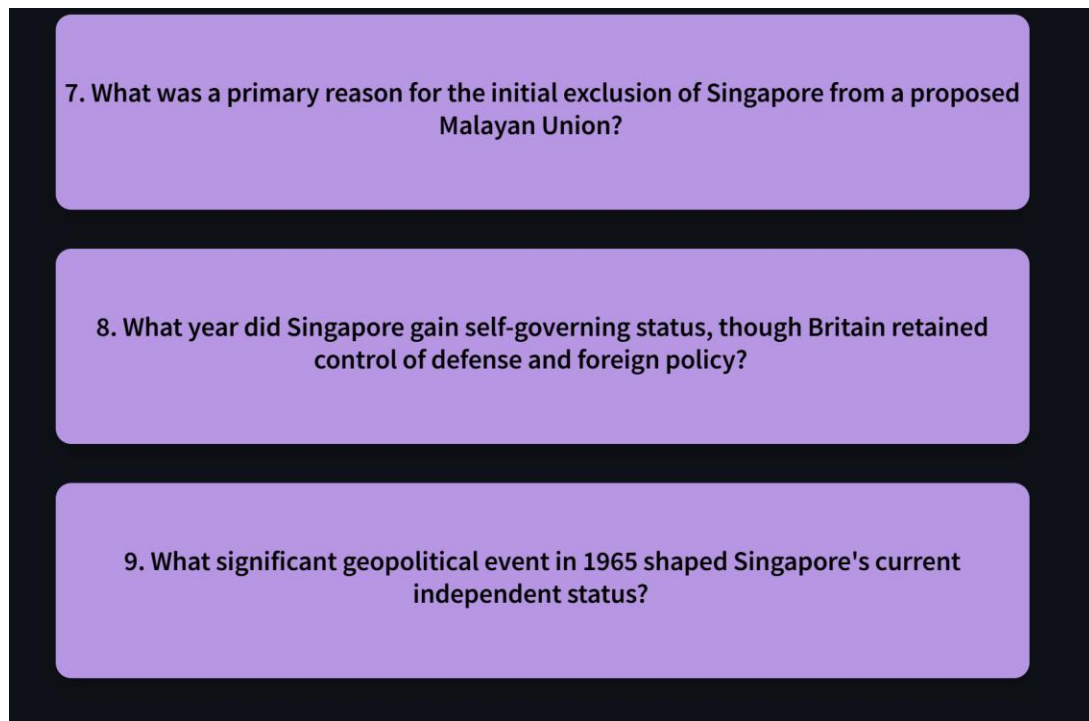 7. What was a primary reason for the initial exclusion of Singapore from a proposed
Malayan Union?
8. What year did Singapore gain self-governing status, though Britain retained
control of defense and foreign policy?
9. What significant geopolitical event in 1965 shaped Singapore's current
independent status?